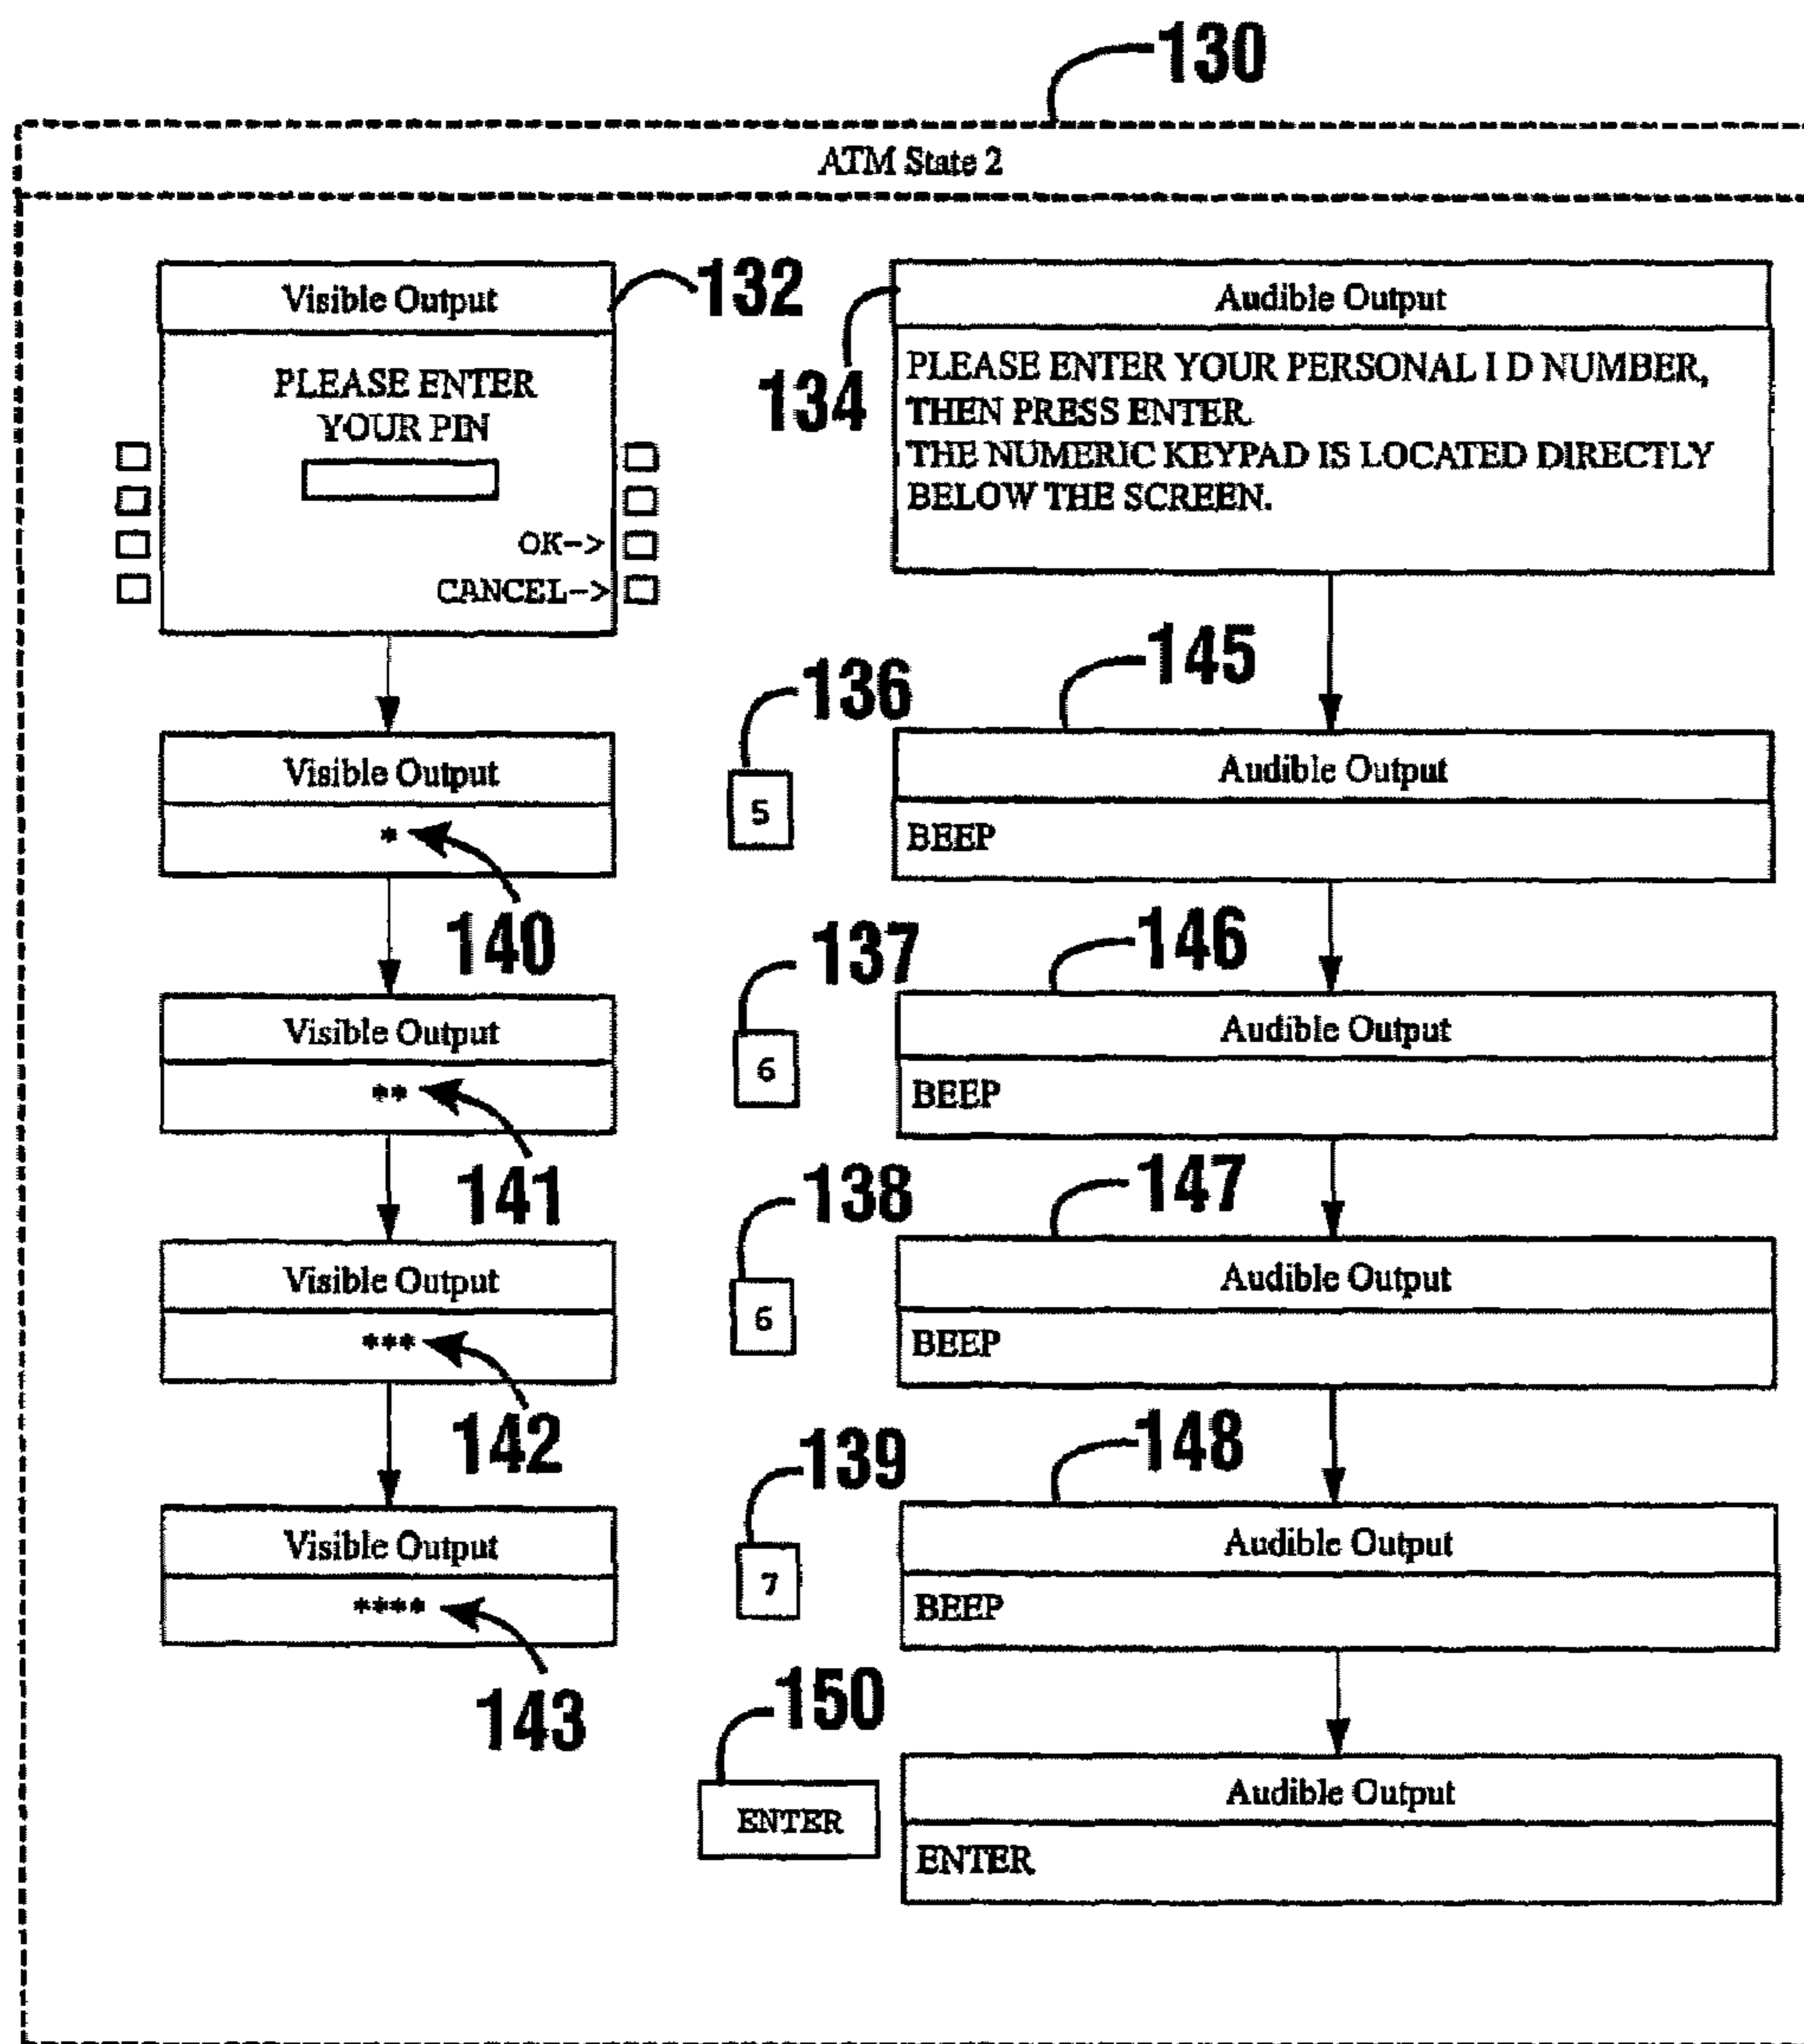 130
ATM State 2
Visible Output
132
PLEASE ENTER
YOUR PIN
OK->
CANCEL->
134
Audible Output
PLEASE ENTER YOUR PERSONAL I D NUMBER,
THEN PRESS ENTER.
THE NUMERIC KEYPAD IS LOCATED DIRECTLY
BELOW THE SCREEN.
Visible Output
*
140
136
5
145
Audible Output
BEEP
Visible Output
**
141
137
6
146
Audible Output
BEEP
Visible Output
***
142
138
6
147
Audible Output
BEEP
Visible Output
****
143
139
7
148
Audible Output
BEEP
150
ENTER
Audible Output
ENTER